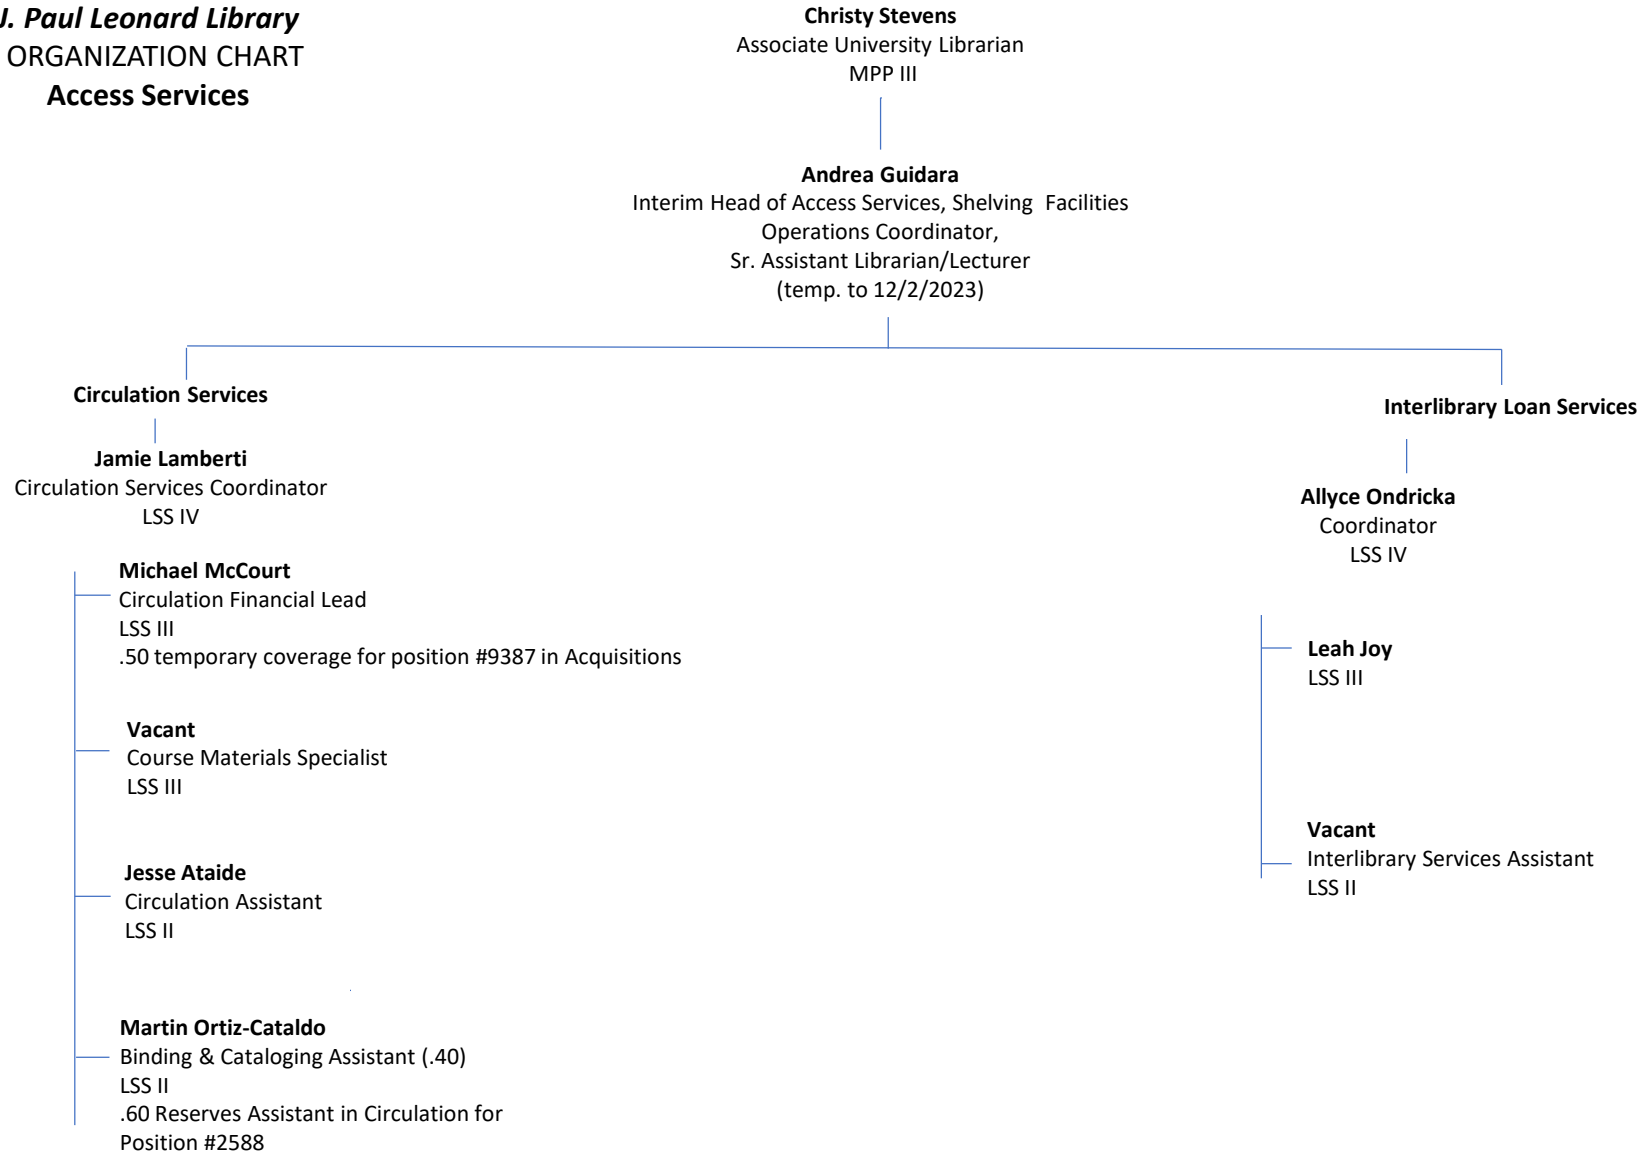 J. Paul Leonard Library
ORGANIZATION CHART
Access Services
Christy Stevens
Associate University Librarian
MPP III
Andrea Guidara
Interim Head of Access Services, Shelving Facilities
Operations Coordinator,
Sr. Assistant Librarian/Lecturer
(temp. to 12/2/2023)
Circulation Services
Jamie Lamberti
Circulation Services Coordinator
LSS IV
Michael McCourt
Circulation Financial Lead
LSS III
.50 temporary coverage for position #9387 in Acquisitions
Vacant
Course Materials Specialist
LSS III
Jesse Ataide
Circulation Assistant
LSS II
Martin Ortiz-Cataldo
Binding & Cataloging Assistant (.40)
LSS II
.60 Reserves Assistant in Circulation for
Position #2588
Interlibrary Loan Services
Allyce Ondricka
Coordinator
LSS IV
Leah Joy
LSS III
Vacant
Interlibrary Services Assistant
LSS II